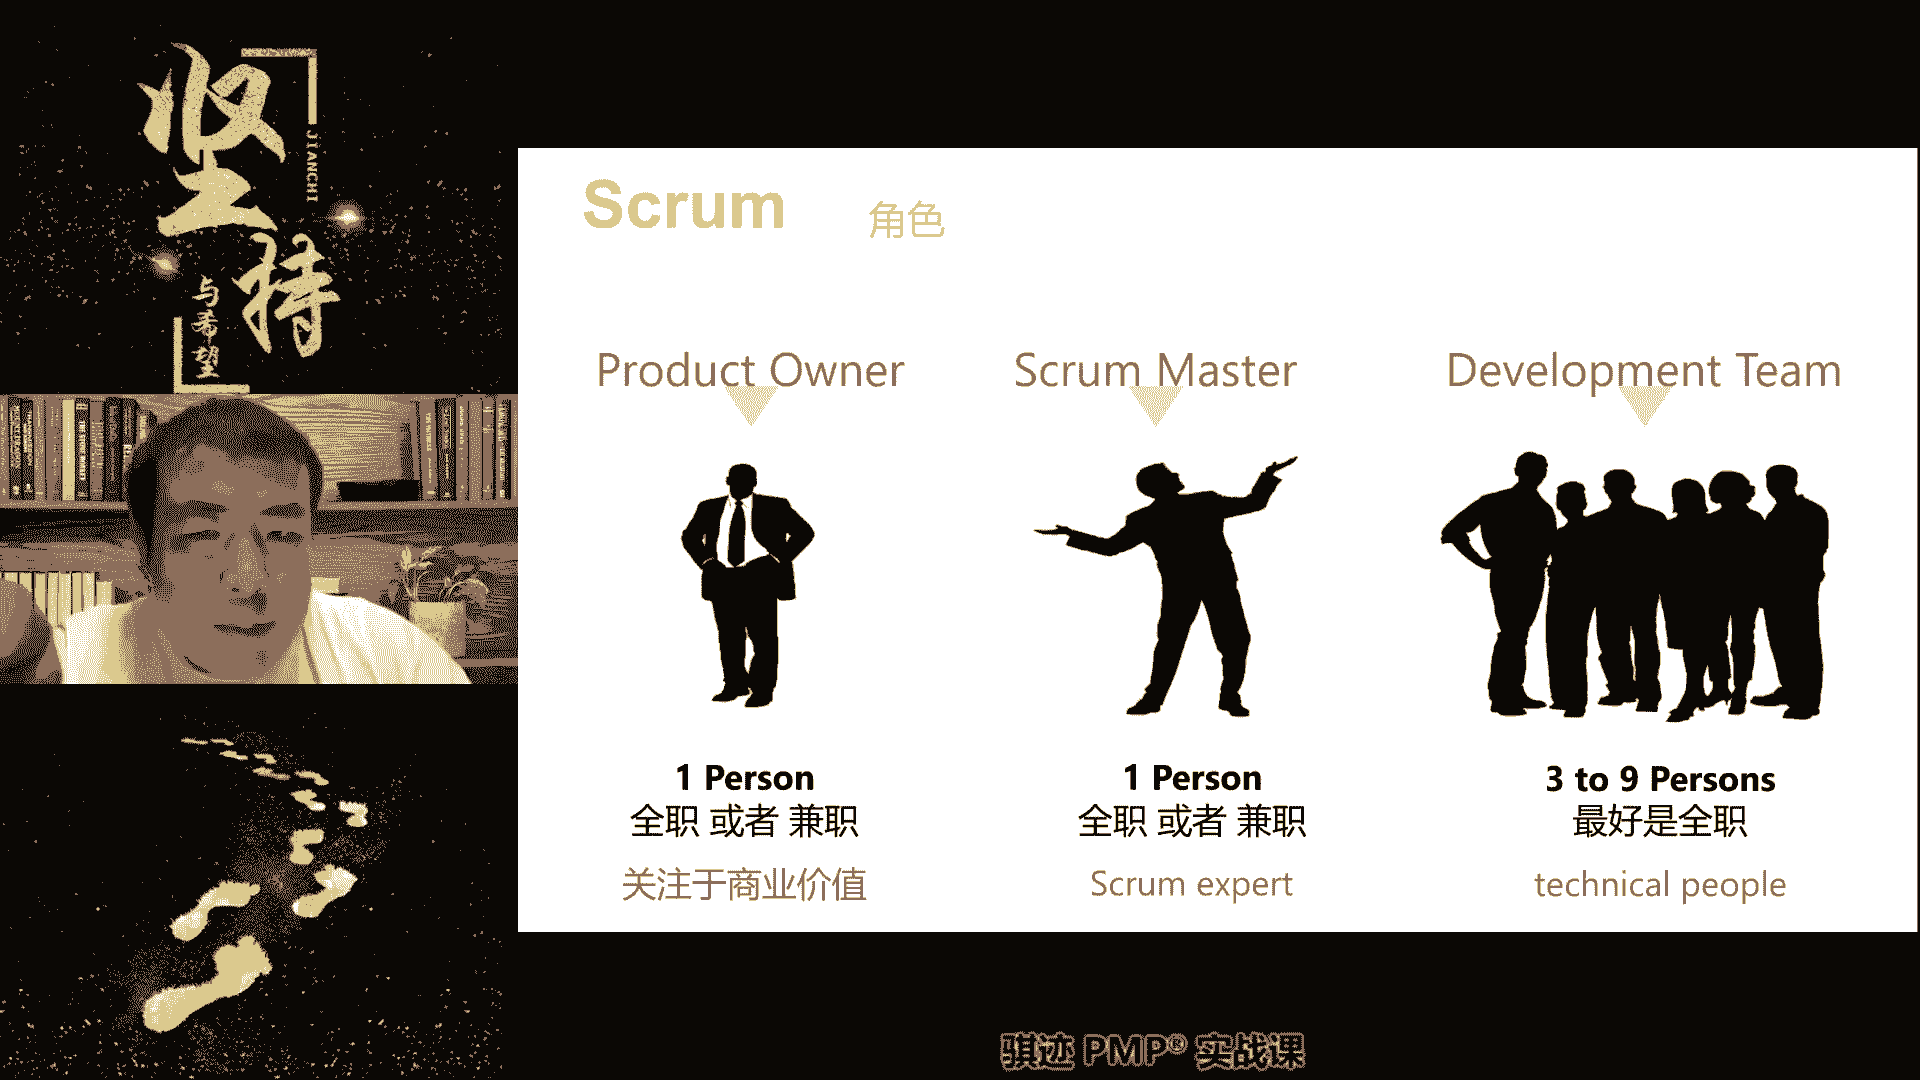 坚持
JIANCHI
与希望
Scrum 角色
Product Owner
Scrum Master
Development Team
1 Person
全职 或者 兼职
关注于商业价值
1 Person
全职 或者 兼职
Scrum expert
3 to 9 Persons
最好是全职
technical people
骐迹 PMP® 实战课